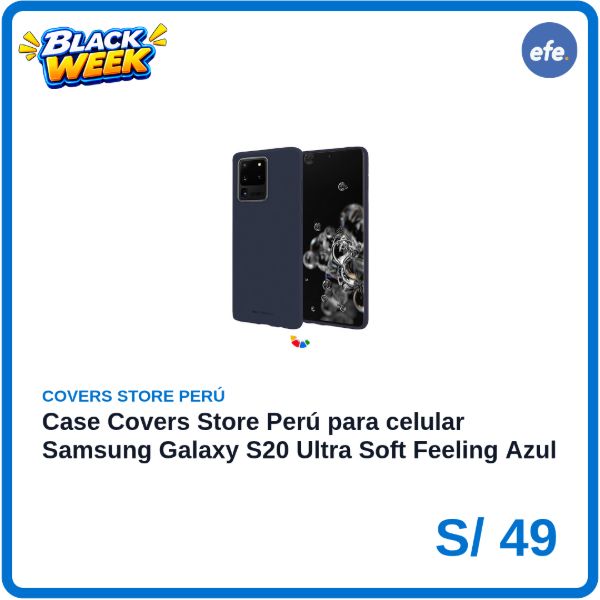 BLACK
WEEK
efe.
COVERS STORE PERÚ
Case Covers Store Perú para celular
Samsung Galaxy S20 Ultra Soft Feeling Azul
S/ 49